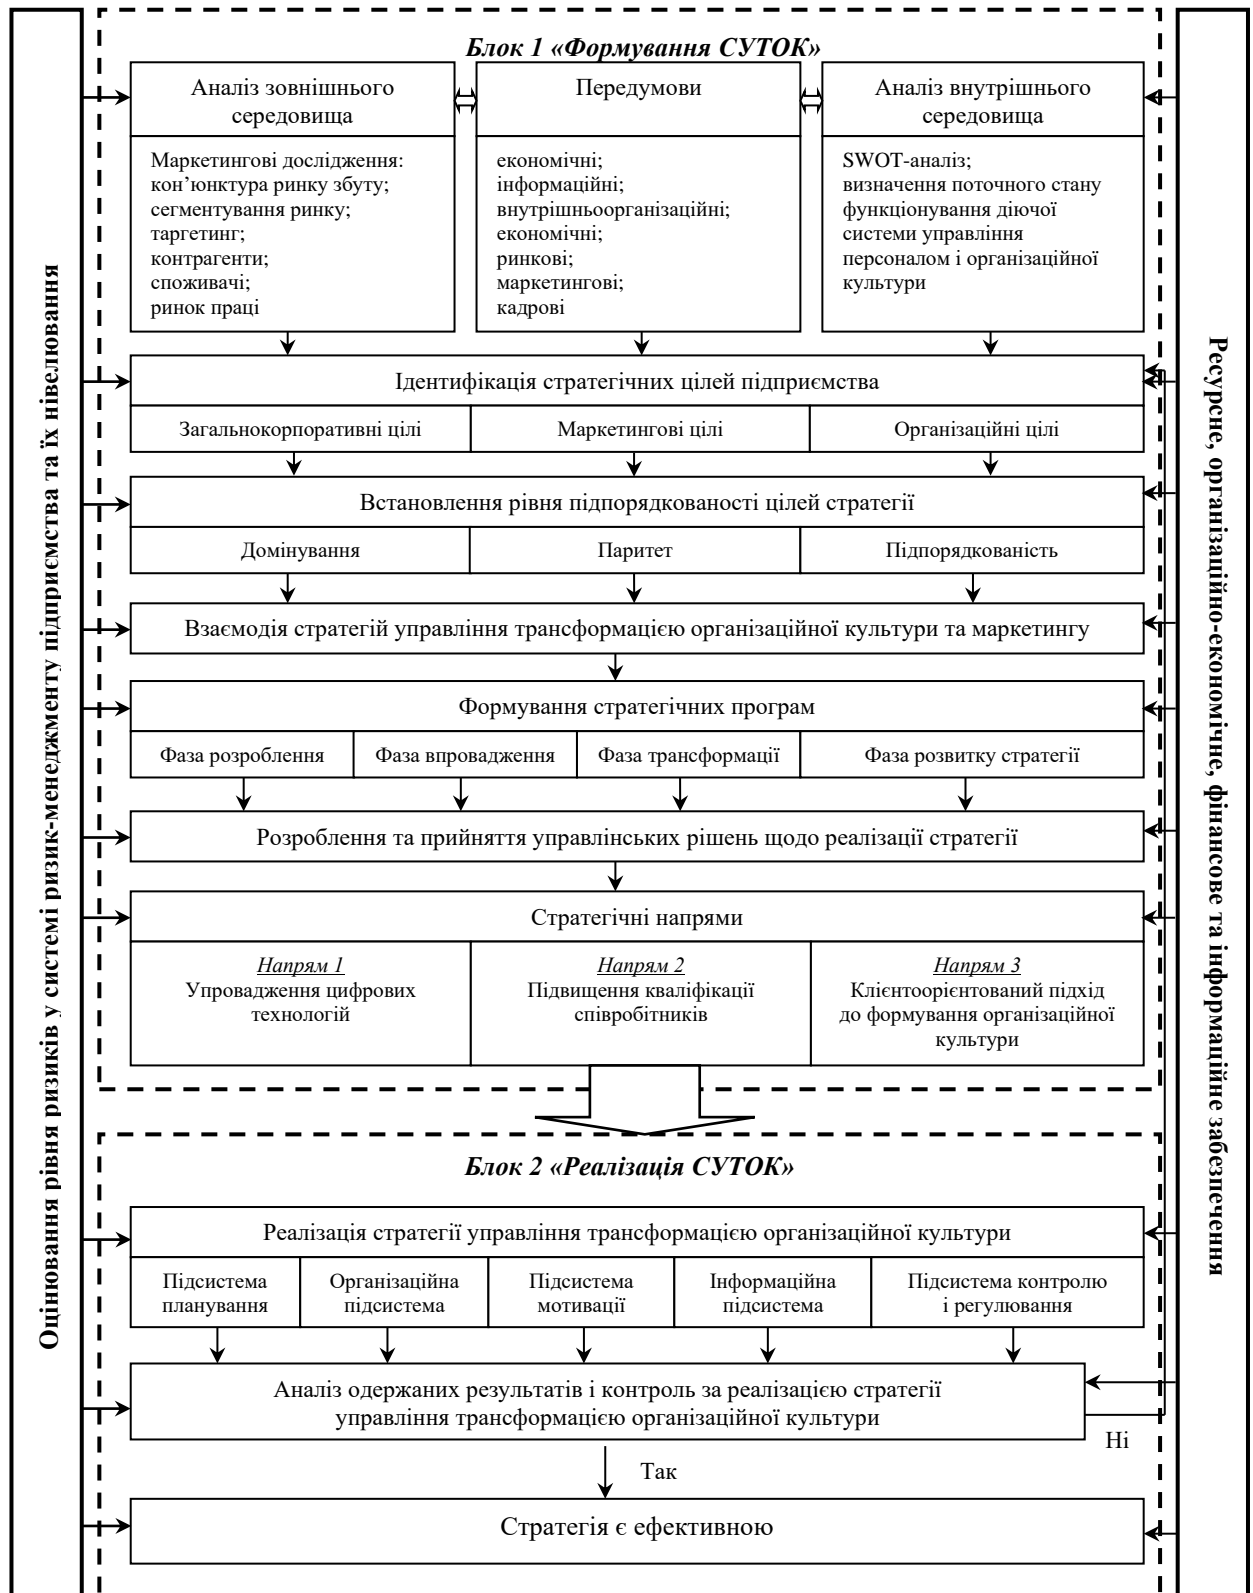 Блок 1 «Формування СУТОК»
Аналіз зовнішнього
середовища
Передумови
Аналіз внутрішнього
середовища
Маркетингові дослідження:
кон’юнктура ринку збуту;
сегментування ринку;
таргетинг;
контрагенти;
споживачі;
ринок праці
економічні;
інформаційні;
внутрішньоорганізаційні;
економічні;
ринкові;
маркетингові;
кадрові
SWOT-аналіз;
визначення поточного стану
функціонування діючої
системи управління
персоналом і організаційної
культури
Ідентифікація стратегічних цілей підприємства
Загальнокорпоративні цілі
Маркетингові цілі
Організаційні цілі
Встановлення рівня підпорядкованості цілей стратегії
Домінування
Паритет
Підпорядкованість
Взаємодія стратегій управління трансформацією організаційної культури та маркетингу
Формування стратегічних програм
Фаза розроблення
Фаза впровадження
Фаза трансформації
Фаза розвитку стратегії
Розроблення та прийняття управлінських рішень щодо реалізації стратегії
Стратегічні напрями
Напрям 1
Упровадження цифрових
технологій
Напрям 2
Підвищення кваліфікації
співробітників
Напрям 3
Клієнтоорієнтований підхід
до формування організаційної
культури
Блок 2 «Реалізація СУТОК»
Реалізація стратегії управління трансформацією організаційної культури
Підсистема
планування
Організаційна
підсистема
Підсистема
мотивації
Інформаційна
підсистема
Підсистема контролю
і регулювання
Аналіз одержаних результатів і контроль за реалізацією стратегії
управління трансформацією організаційної культури
Ні
Так
Стратегія є ефективною
Оцінювання рівня ризиків у системі ризик-менеджменту підприємства та їх нівелювання
Ресурсне, організаційно-економічне, фінансове та інформаційне забезпечення